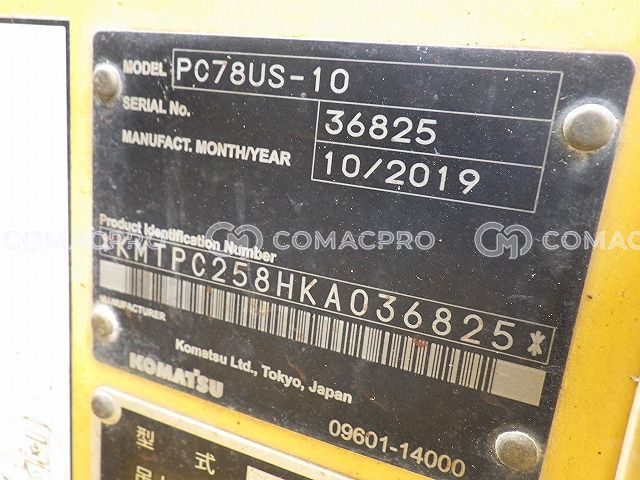 MODEL PC78US-10
SERIAL No. 36825
MANUFACT. MONTH/YEAR 10/2019
Product Identification Number
*KMTPC258HKA036825*
MANUFACTURER
Komatsu Ltd., Tokyo, Japan
KOMATSU
09601-14000
型式
COMACPRO COMACPRO COMACPRO